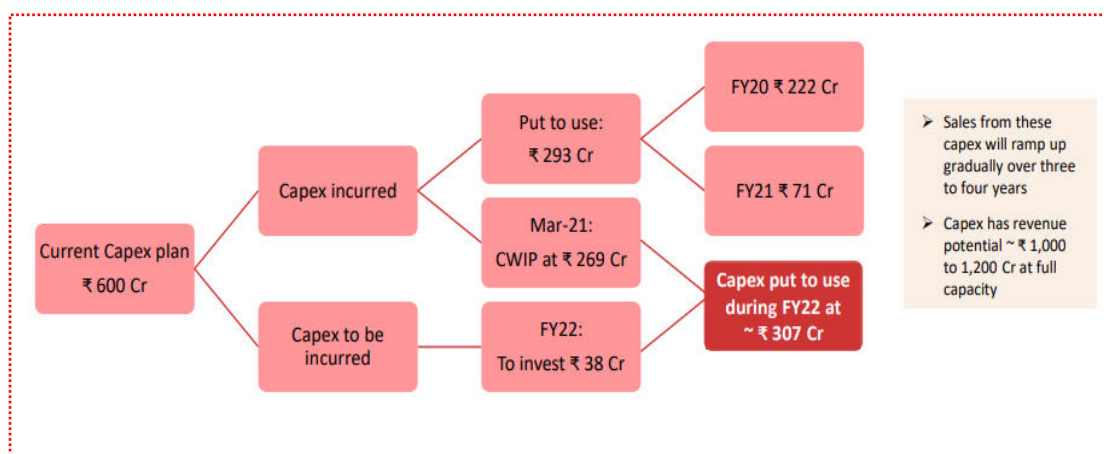 Current Capex plan
₹ 600 Cr
Capex incurred
Capex to be
incurred
Put to use:
₹ 293 Cr
Mar-21:
CWIP at ₹ 269 Cr
FY22:
To invest ₹ 38 Cr
FY20 ₹ 222 Cr
FY21 ₹ 71 Cr
Capex put to use
during FY22 at
~ ₹ 307 Cr
➢ Sales from these
capex will ramp up
gradually over three
to four years
➢ Capex has revenue
potential ~ ₹ 1,000
to 1,200 Cr at full
capacity